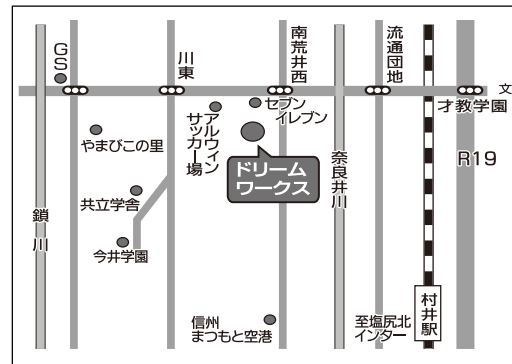 GS
川東
南荒井西
流通団地
文
才教学園
セブン
イレブン
アルウィン
サッカー場
やまびこの里
ドリーム
ワークス
奈良井川
R19
共立学舎
鎖川
今井学園
信州
まつもと空港
至塩尻北
インター
村井駅